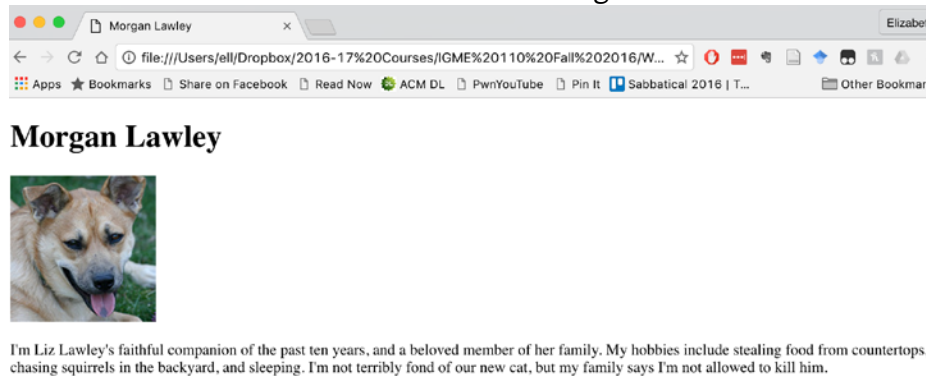 Morgan Lawley
Elizabet
file:///Users/ell/Dropbox/2016-17%20Courses/IGME%20110%20Fall%202016/W...
Apps Bookmarks Share on Facebook Read Now ACM DL PwnYouTube Pin It Sabbatical 2016 | T... Other Bookmar
Morgan Lawley
I'm Liz Lawley's faithful companion of the past ten years, and a beloved member of her family. My hobbies include stealing food from countertops,
chasing squirrels in the backyard, and sleeping. I'm not terribly fond of our new cat, but my family says I'm not allowed to kill him.